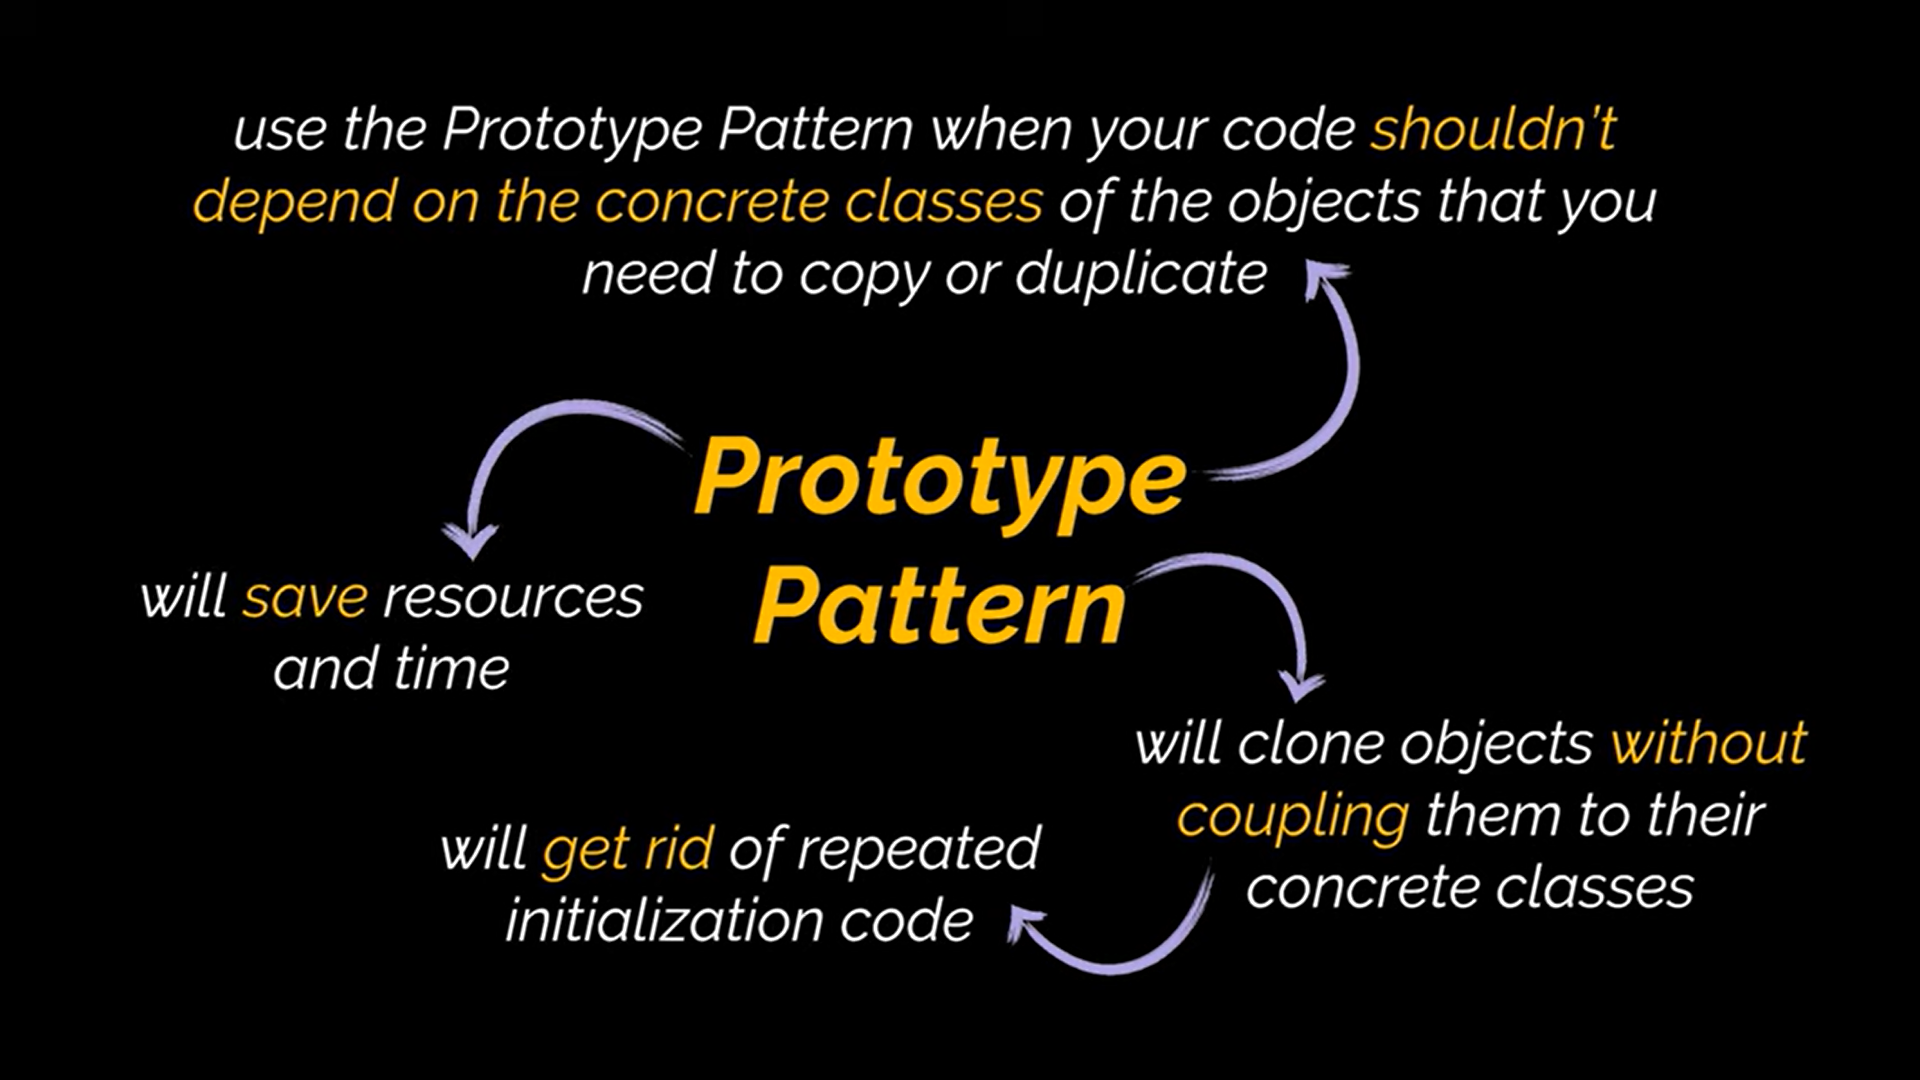 use the Prototype Pattern when your code shouldn't
depend on the concrete classes of the objects that you
need to copy or duplicate
Prototype
Pattern
will save resources
and time
will clone objects without
coupling them to their
concrete classes
will get rid of repeated
initialization code